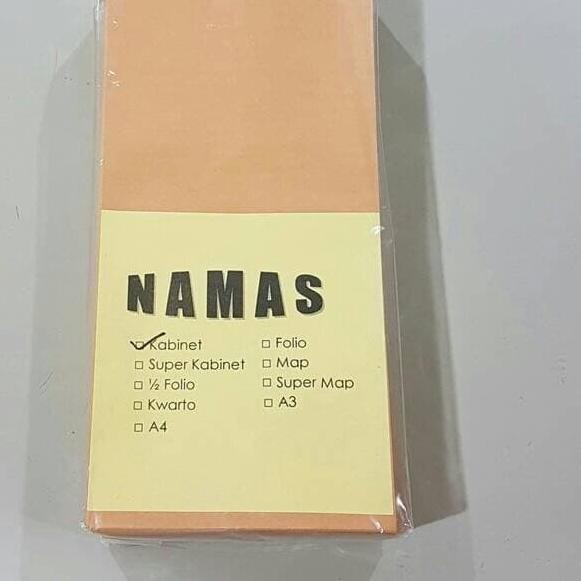 NAMAS
Kabinet
Super Kabinet
½ Folio
Kwarto
A4
Folio
Map
Super Map
A3